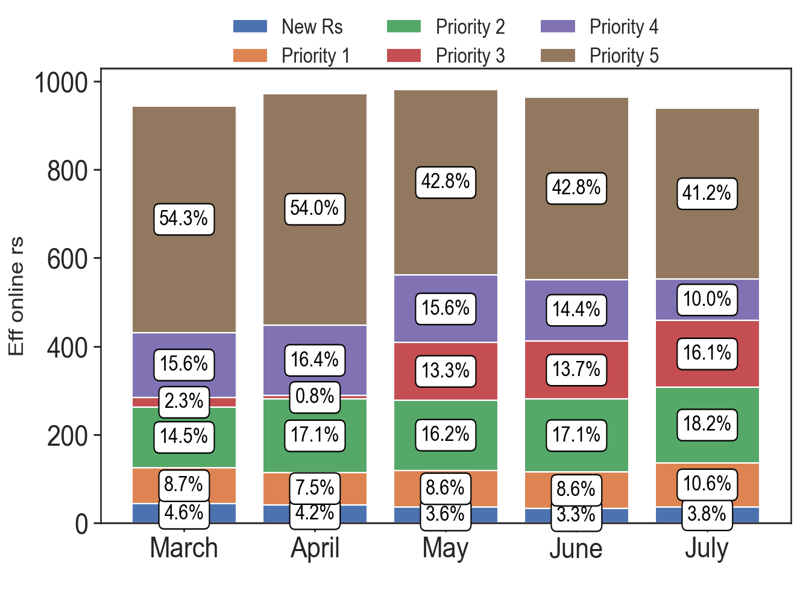 New Rs Priority 2 Priority 4
Priority 1 Priority 3 Priority 5
Eff online rs
1000
800
600
400
200
0
54.3% 54.0% 42.8% 42.8% 41.2%
15.6% 16.4% 15.6% 14.4% 10.0%
2.3% 0.8% 13.3% 13.7% 16.1%
14.5% 17.1% 16.2% 17.1% 18.2%
8.7% 7.5% 8.6% 8.6% 10.6%
4.6% 4.2% 3.6% 3.3% 3.8%
March April May June July